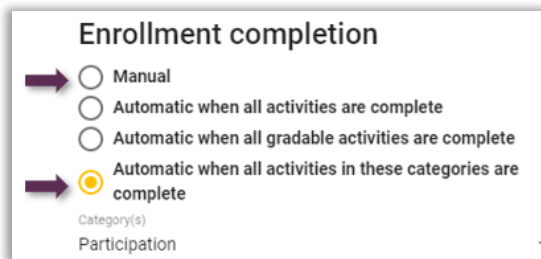 Enrollment completion
Manual
Automatic when all activities are complete
Automatic when all gradable activities are complete
Automatic when all activities in these categories are
complete
Category(s)
Participation